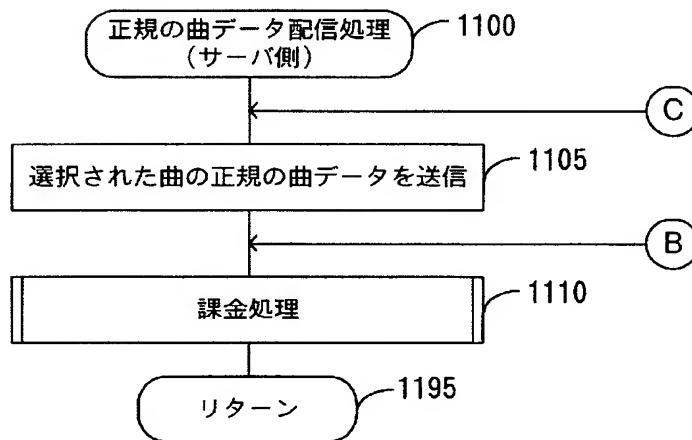 正規の曲データ配信処理
(サーバ側)
1100
C
選択された曲の正規の曲データを送信
1105
B
課金処理
1110
リターン
1195